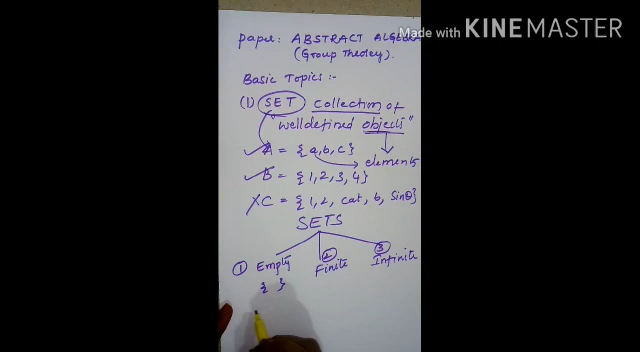 Made with KINEMASTER
Paper: ABSTRACT ALGEBRA
(Group Theory).
Basic Topics :-
(1) SET collection of
"welldefined objects"
A = {a, b, c}
elements
B = {1, 2, 3, 4}
C = {1, 2, cat, b, Sinθ}
SETS
① Empty ② Finite ③ Infinite
{ }